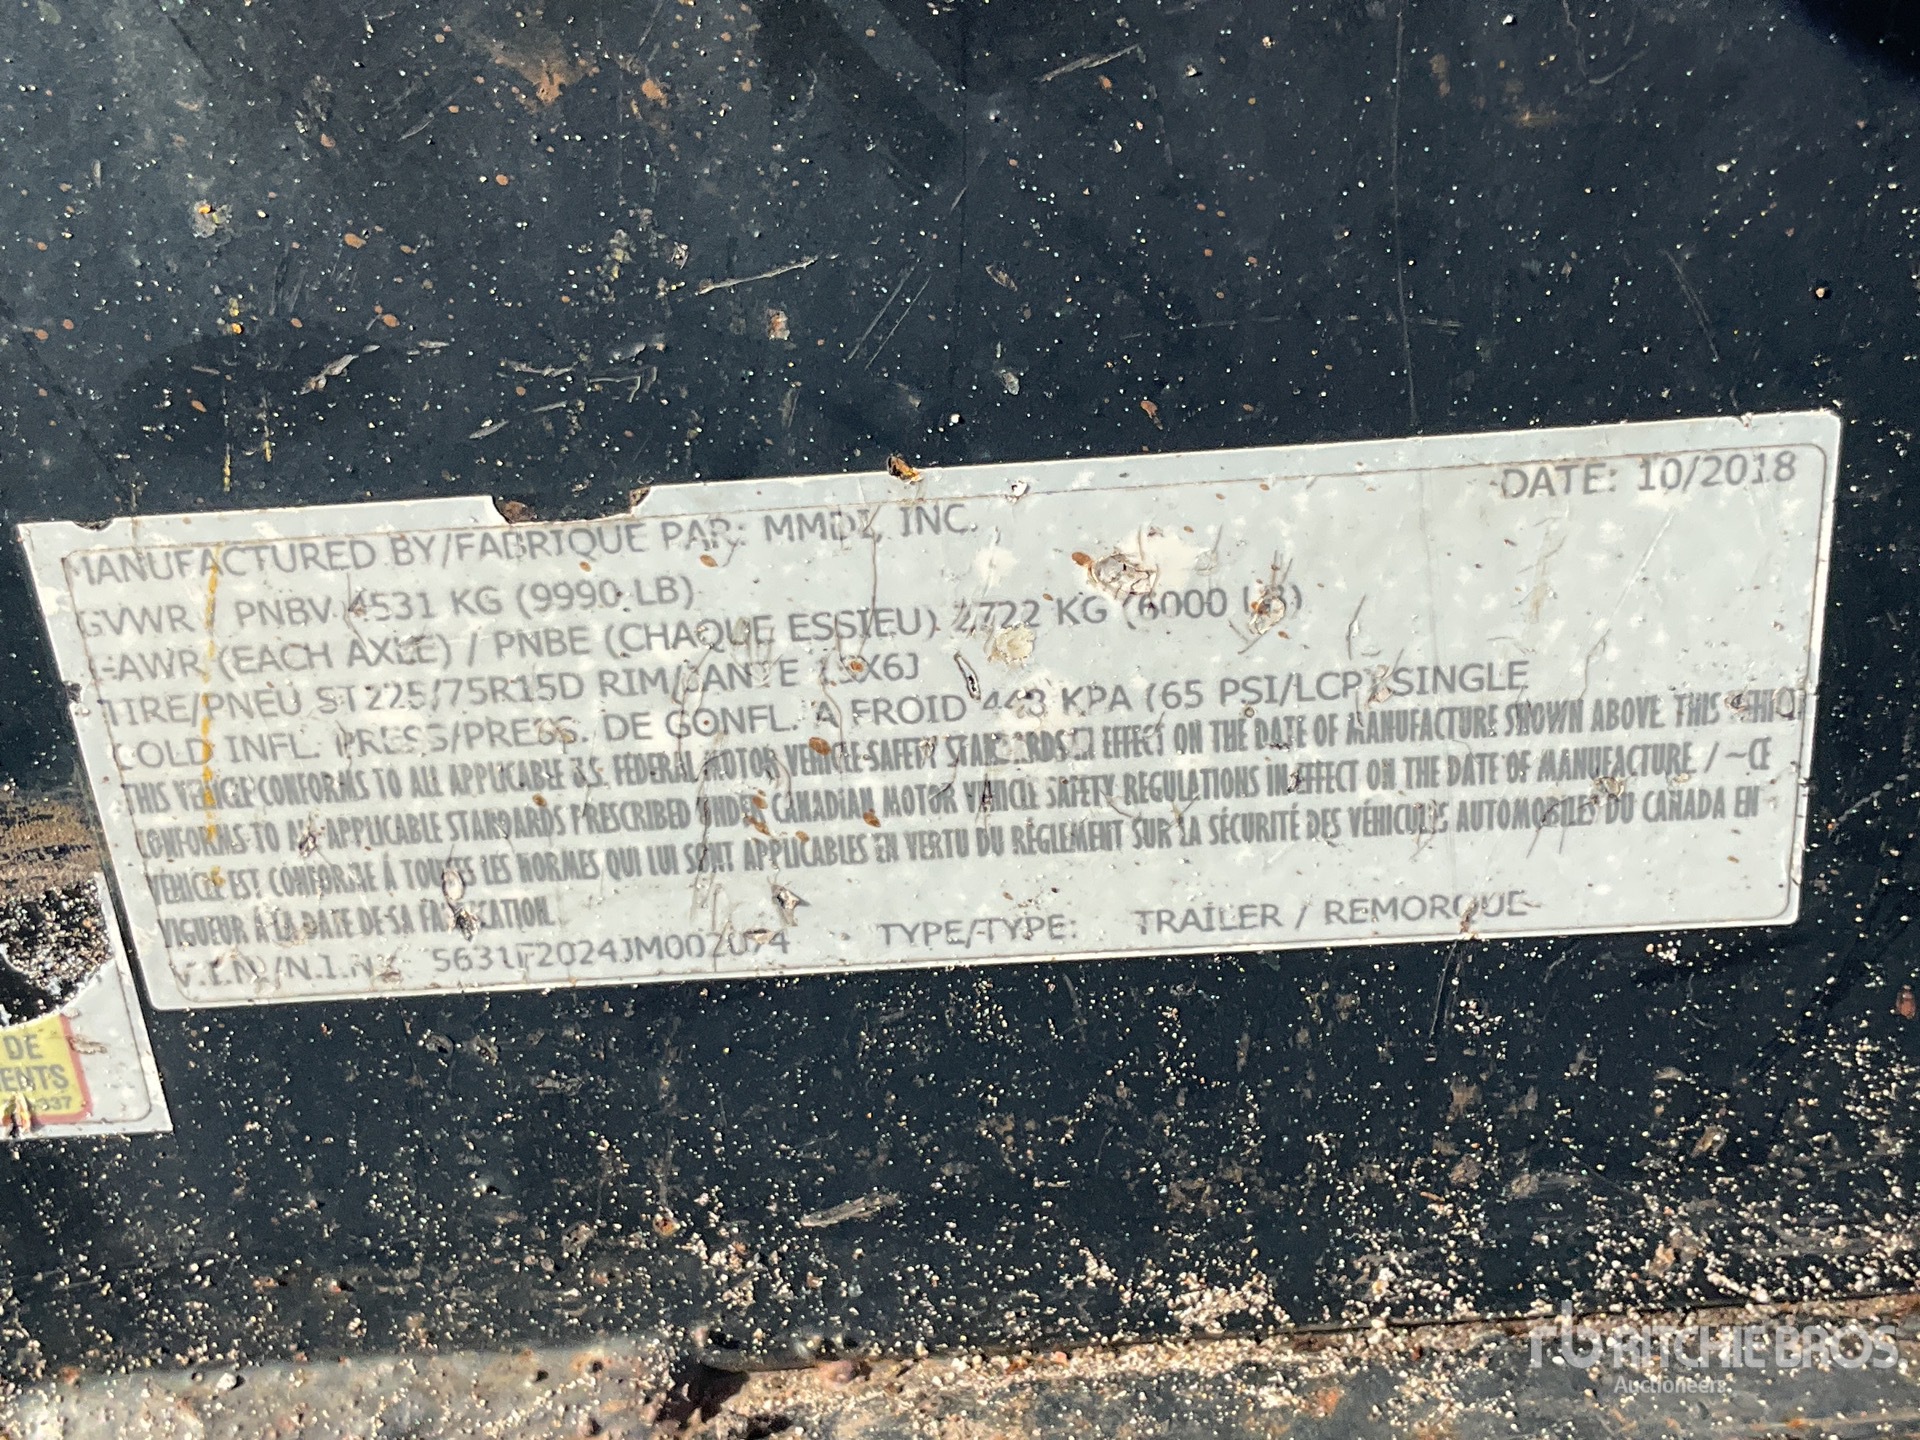 DATE: 10/2018
MANUFACTURED BY/FABRIQUE PAR: MMDI, INC.
GVWR / PNBV 4531 KG (9990 LB)
GAWR (EACH AXLE) / PNBE (CHAQUE ESSIEU) 2722 KG (6000 LB)
TIRE/PNEU ST225/75R15D RIM/JANTE 15X6J
COLD INFL. PRESS/PRESS. DE GONFL. A FROID 448 KPA (65 PSI/LCP) SINGLE
THIS VEHICLE CONFORMS TO ALL APPLICABLE U.S. FEDERAL MOTOR VEHICLE SAFETY STANDARDS IN EFFECT ON THE DATE OF MANUFACTURE SHOWN ABOVE. THIS VEHICLE
CONFORMS TO ALL APPLICABLE STANDARDS PRESCRIBED UNDER CANADIAN MOTOR VEHICLE SAFETY REGULATIONS IN EFFECT ON THE DATE OF MANUFACTURE / ~CE
VÉHICLE EST CONFORME À TOUTES LES NORMES QUI LUI SONT APPLICABLES EN VERTU DU RÉGLEMENT SUR LA SÉCURITÉ DES VÉHICULES AUTOMOBILES DU CANADA EN
VIGUEUR À LA DATE DE SA FABRICATION.
V.I.N./N.I.N.: TYPE/TYPE: TRAILER / REMORQUE
DE
ENTS
RITCHIE BROS.
Auctioneers